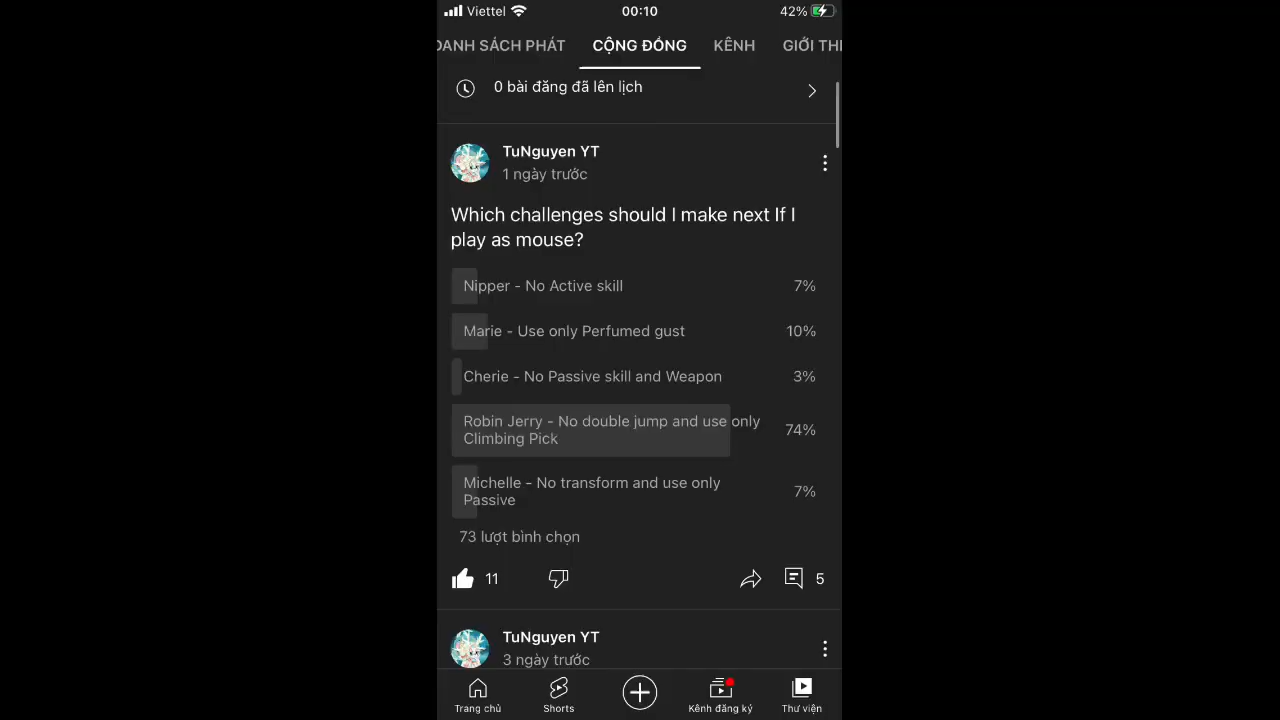 Viettel
00:10
42%
DANH SÁCH PHÁT
CỘNG ĐỒNG
KÊNH
GIỚI TH
0 bài đăng đã lên lịch
TuNguyen YT
1 ngày trước
Which challenges should I make next If I
play as mouse?
Nipper - No Active skill 7%
Marie - Use only Perfumed gust 10%
Cherie - No Passive skill and Weapon 3%
Robin Jerry - No double jump and use only
Climbing Pick
74%
Michelle - No transform and use only
Passive
7%
73 lượt bình chọn
11
5
TuNguyen YT
3 ngày trước
Trang chủ
Shorts
Kênh đăng ký
Thư viện